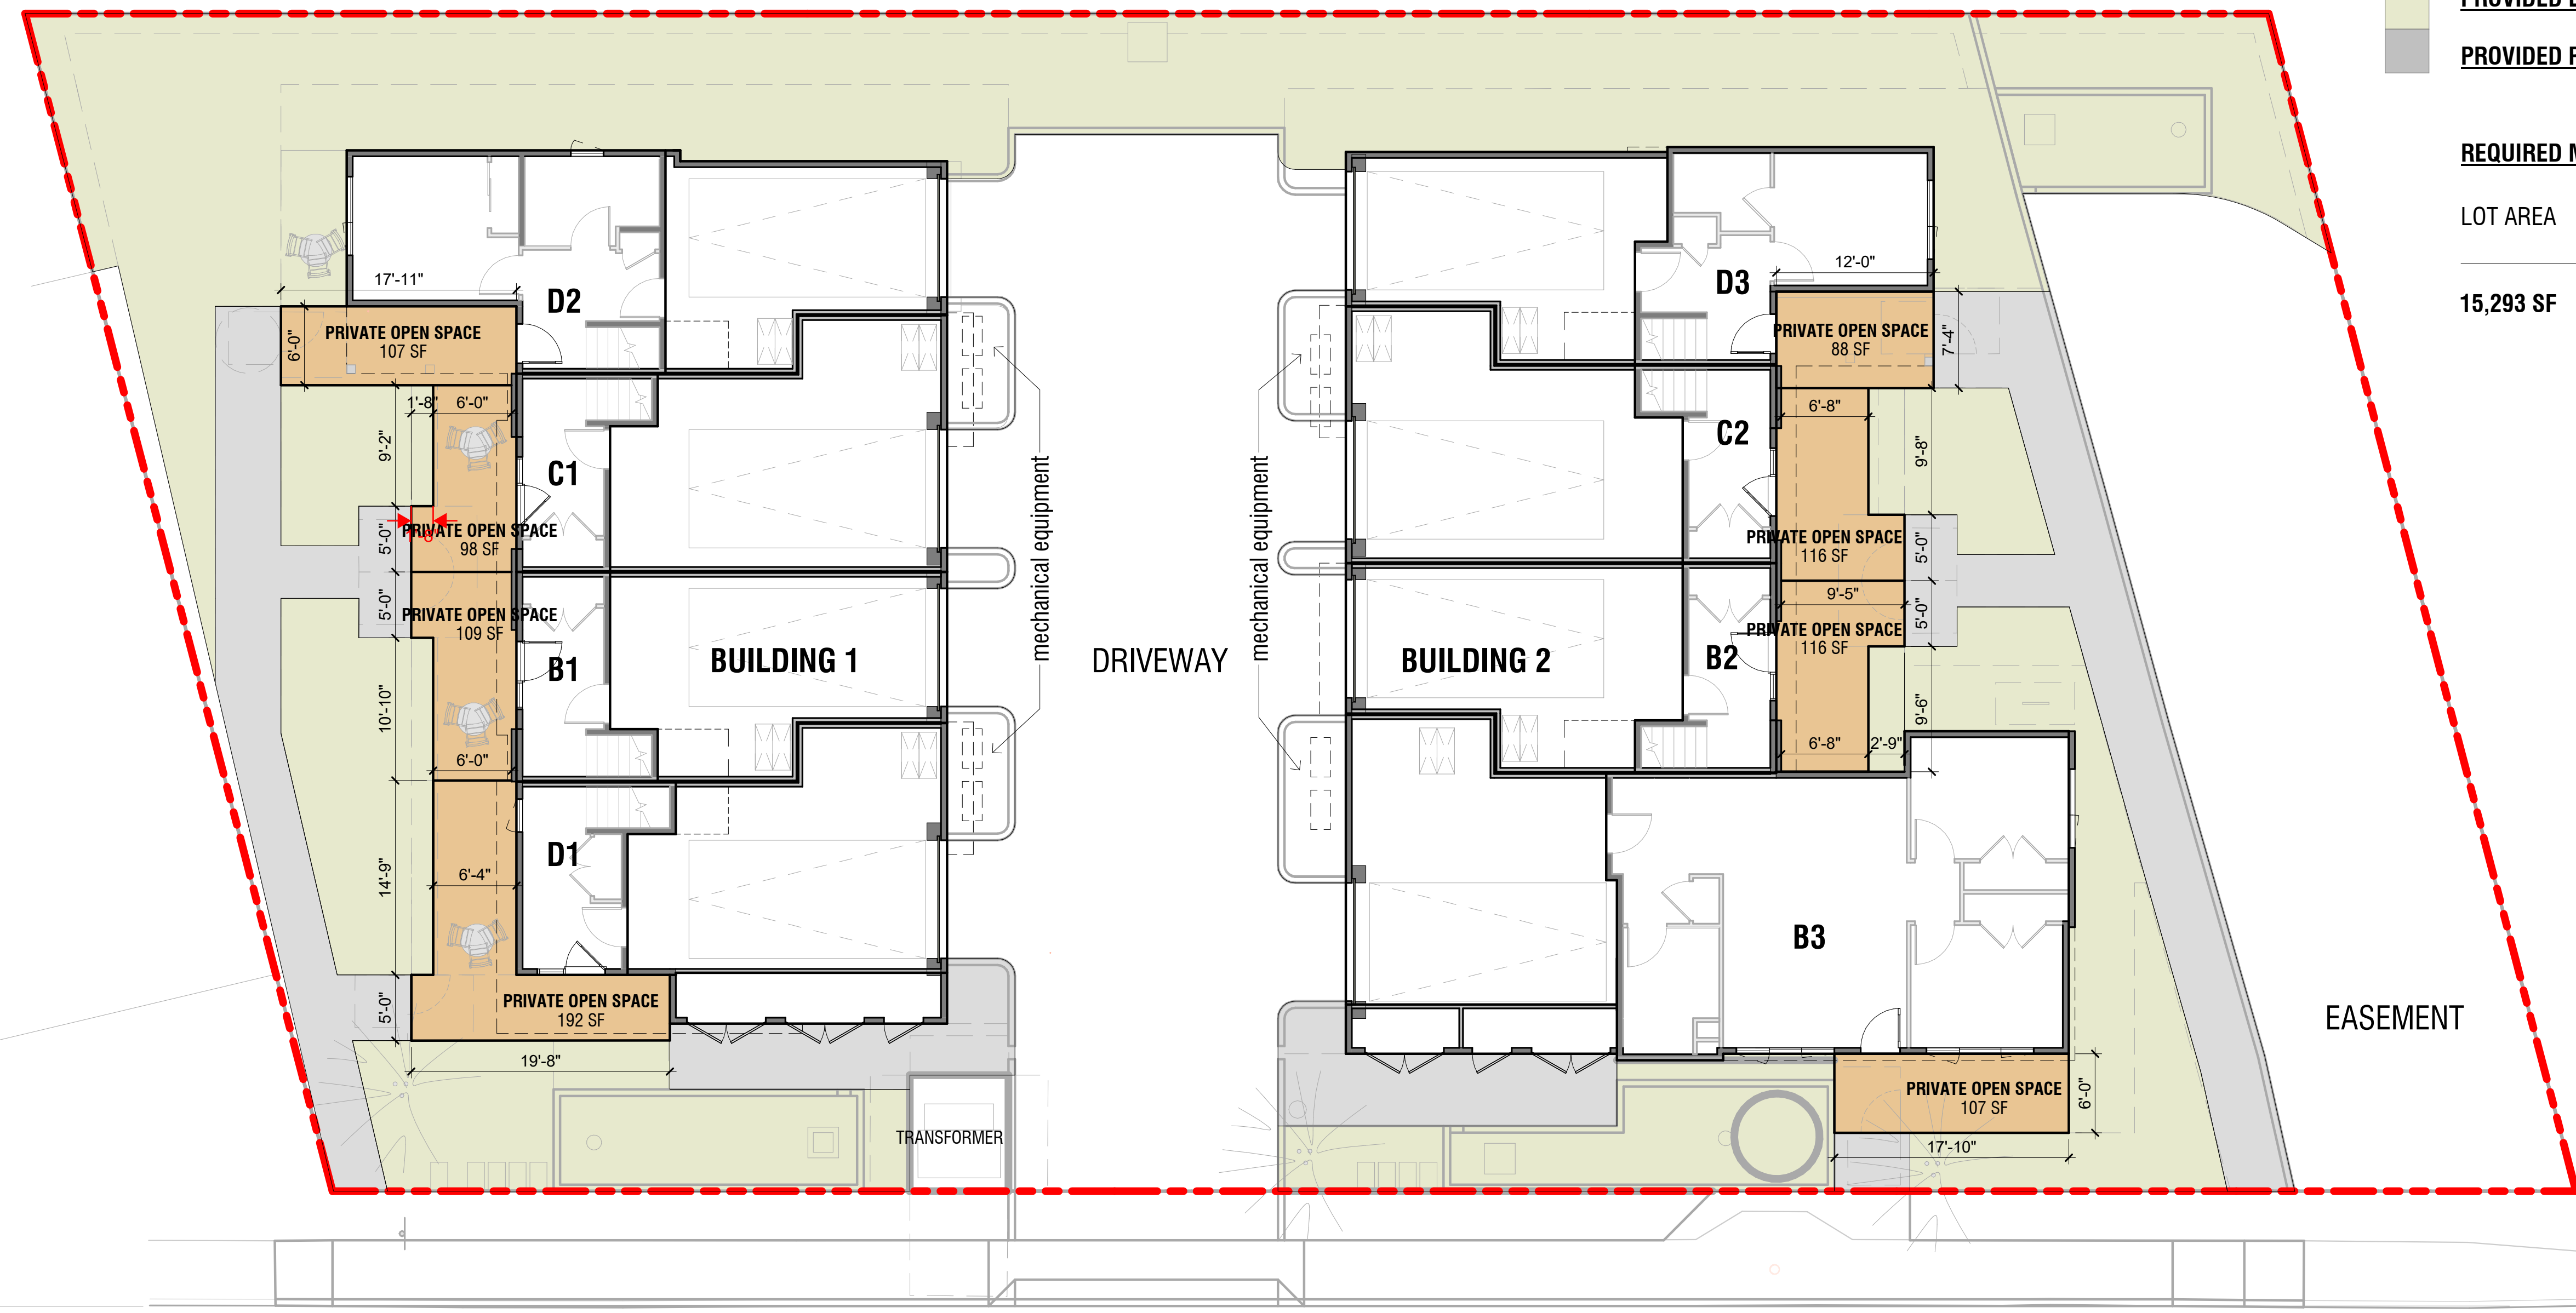 PROVIDED
PROVIDED
REQUIRED
LOT AREA
15,293 SF
17'-11"
D2
PRIVATE OPEN SPACE
107 SF
6'-0"
1'-8"
6'-0"
9'-2"
C1
PRIVATE OPEN SPACE
98 SF
5'-0"
5'-0"
PRIVATE OPEN SPACE
109 SF
B1
BUILDING 1
10'-10"
6'-0"
D1
14'-9"
6'-4"
5'-0"
PRIVATE OPEN SPACE
192 SF
19'-8"
TRANSFORMER
mechanical equipment
DRIVEWAY
mechanical equipment
12'-0"
D3
PRIVATE OPEN SPACE
88 SF
7'-4"
6'-8"
C2
9'-8"
PRIVATE OPEN SPACE
116 SF
5'-0"
9'-5"
5'-0"
PRIVATE OPEN SPACE
116 SF
BUILDING 2
B2
9'-6"
6'-8"
2'-9"
B3
PRIVATE OPEN SPACE
107 SF
6'-0"
17'-10"
EASEMENT